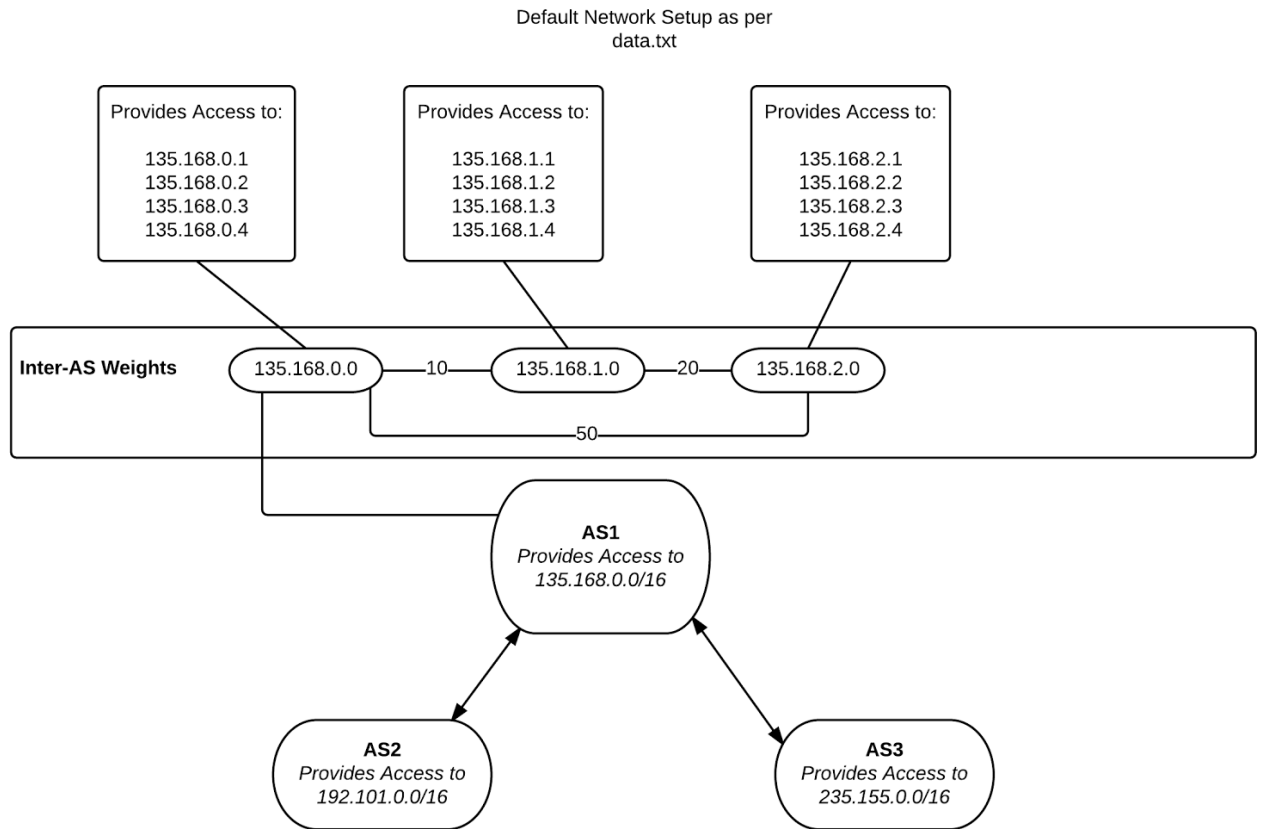 Default Network Setup as per
data.txt
Provides Access to:
135.168.0.1
135.168.0.2
135.168.0.3
135.168.0.4
Provides Access to:
135.168.1.1
135.168.1.2
135.168.1.3
135.168.1.4
Provides Access to:
135.168.2.1
135.168.2.2
135.168.2.3
135.168.2.4
Inter-AS Weights
135.168.0.0
10
135.168.1.0
20
135.168.2.0
50
AS1
Provides Access to
135.168.0.0/16
AS2
Provides Access to
192.101.0.0/16
AS3
Provides Access to
235.155.0.0/16